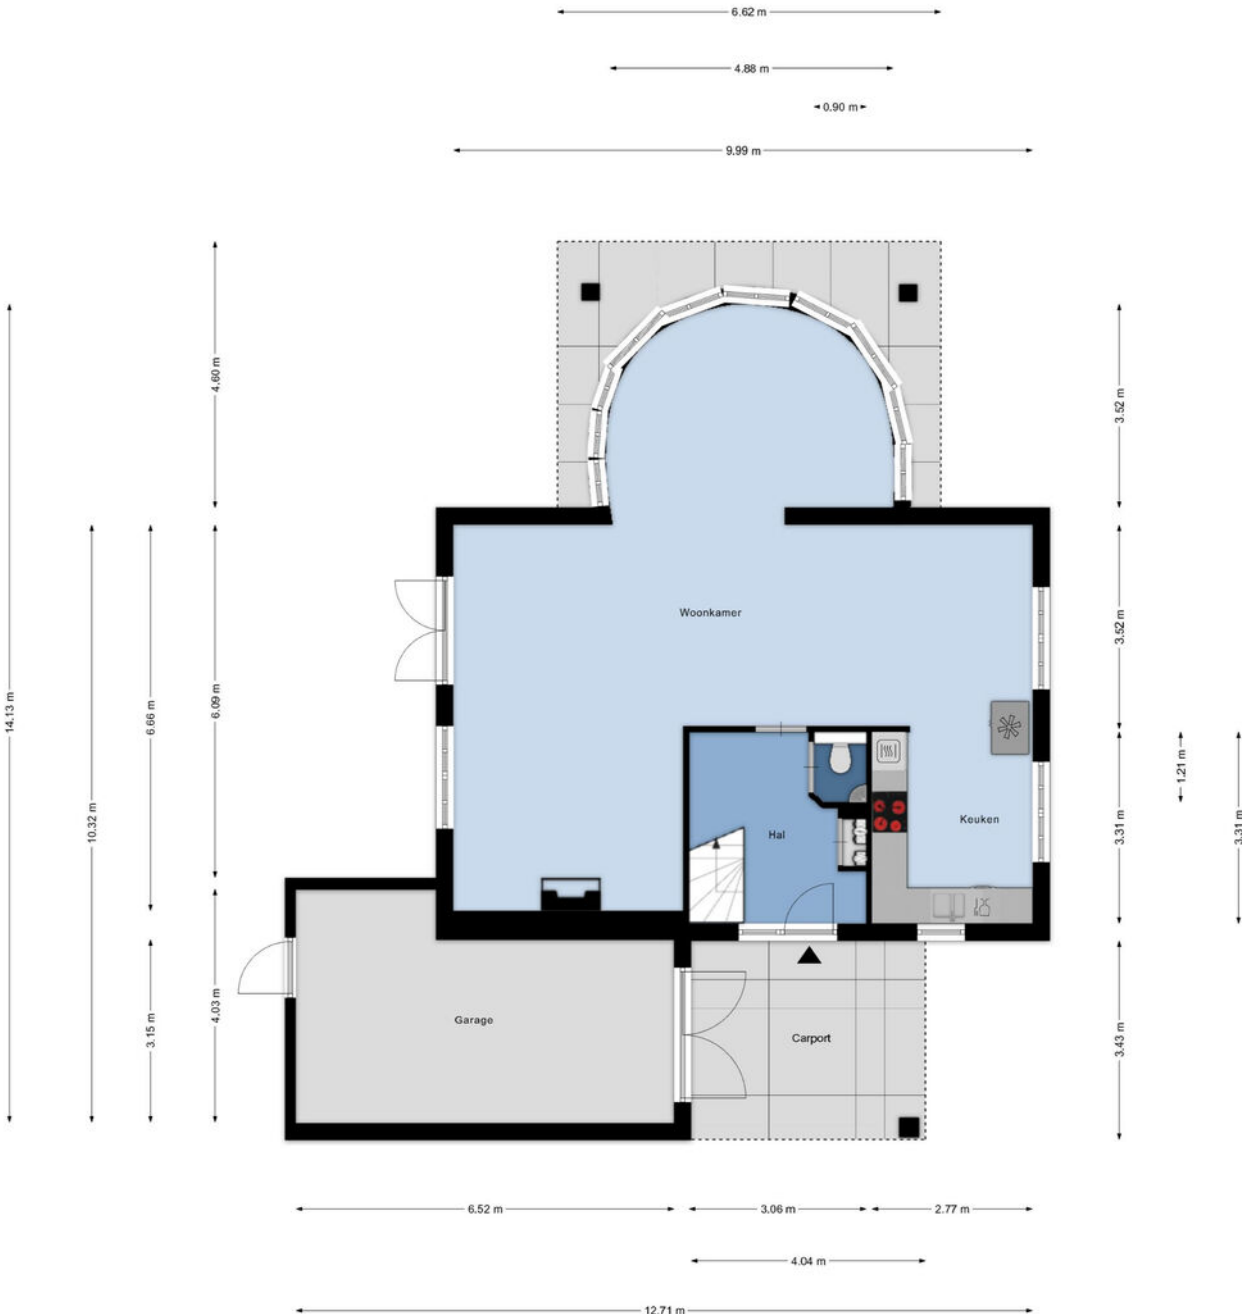 6.62 m
4.88 m
0.90 m
9.99 m
4.60 m
3.52 m
14.13 m
10.32 m
6.66 m
6.09 m
Woonkamer
3.52 m
1.21 m
3.31 m
3.31 m
Hal
Keuken
3.15 m
4.03 m
Garage
Carport
3.43 m
6.52 m
3.06 m
2.77 m
4.04 m
12.71 m